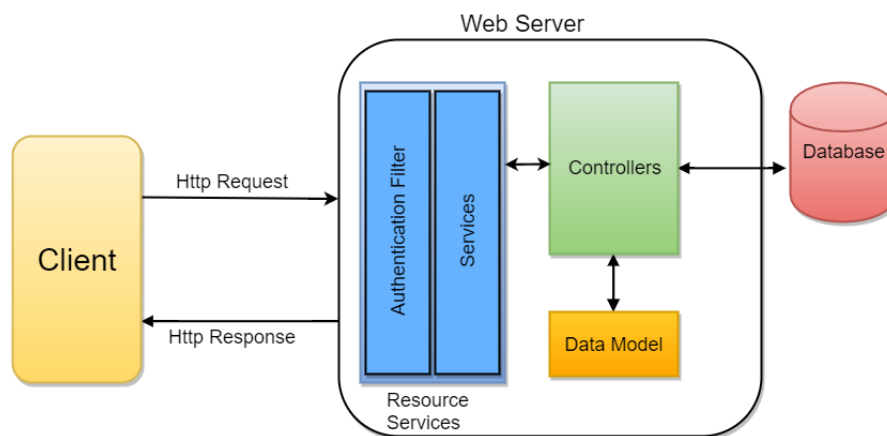 Web Server
Client
Http Request
Http Response
Authentication Filter
Services
Resource
Services
Controllers
Data Model
Database